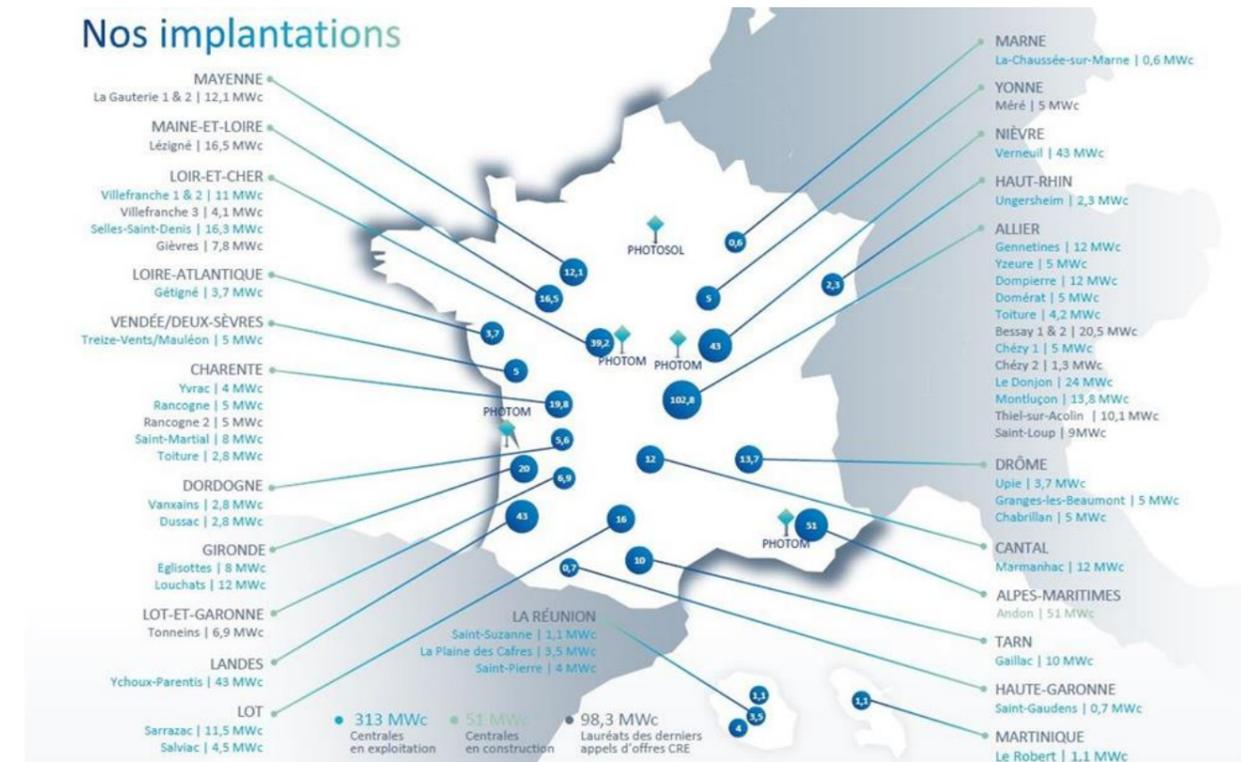 Nos implantations
MAYENNE
La Gauterie 1 & 2 | 12,1 MWc
MAINE-ET-LOIRE
Lézigné | 16,5 MWc
LOIR-ET-CHER
Villefranche 1 & 2 | 11 MWc
Villefranche 3 | 4,1 MWc
Selles-Saint-Denis | 16,3 MWc
Gièvres | 7,8 MWc
LOIRE-ATLANTIQUE
Gétigné | 3,7 MWc
VENDÉE/DEUX-SÈVRES
Treize-Vents/Mauléon | 5 MWc
CHARENTE
Yvrac | 4 MWc
Rancogne | 5 MWc
Rancogne 2 | 5 MWc
Saint-Martial | 8 MWc
Toiture | 2,8 MWc
DORDOGNE
Vanxains | 2,8 MWc
Dussac | 2,8 MWc
GIRONDE
Eglisottes | 8 MWc
Louchats | 12 MWc
LOT-ET-GARONNE
Tonneins | 6,9 MWc
LANDES
Ychoux-Parentis | 43 MWc
LOT
Sarrazac | 11,5 MWc
Salviac | 4,5 MWc
PHOTOSOL
0,6
12,1
2,3
16,5
5
3,7
39,2
PHOTOM
PHOTOM
43
5
19,8
102,8
PHOTOM
5,6
12
13,7
20
6,9
43
16
PHOTOM
51
10
0,7
LA RÉUNION
Saint-Suzanne | 1,1 MWc
La Plaine des Cafres | 3,5 MWc
Saint-Pierre | 4 MWc
1,1
3,5
4
1,1
313 MWc
Centrales
en exploitation
51 MWc
Centrales
en construction
98,3 MWc
Lauréats des derniers
appels d'offres CRE
MARNE
La-Chaussée-sur-Marne | 0,6 MWc
YONNE
Méré | 5 MWc
NIÈVRE
Verneuil | 43 MWc
HAUT-RHIN
Ungersheim | 2,3 MWc
ALLIER
Gennetines | 12 MWc
Yzeure | 5 MWc
Dompierre | 12 MWc
Domérat | 5 MWc
Toiture | 4,2 MWc
Bessay 1 & 2 | 20,5 MWc
Chézy 1 | 5 MWc
Chézy 2 | 1,3 MWc
Le Donjon | 24 MWc
Montluçon | 13,8 MWc
Thiel-sur-Acolin | 10,1 MWc
Saint-Loup | 9MWc
DRÔME
Upie | 3,7 MWc
Granges-les-Beaumont | 5 MWc
Chabrillan | 5 MWc
CANTAL
Marmanhac | 12 MWc
ALPES-MARITIMES
Andon | 51 MWc
TARN
Gaillac | 10 MWc
HAUTE-GARONNE
Saint-Gaudens | 0,7 MWc
MARTINIQUE
Le Robert | 1,1 MWc